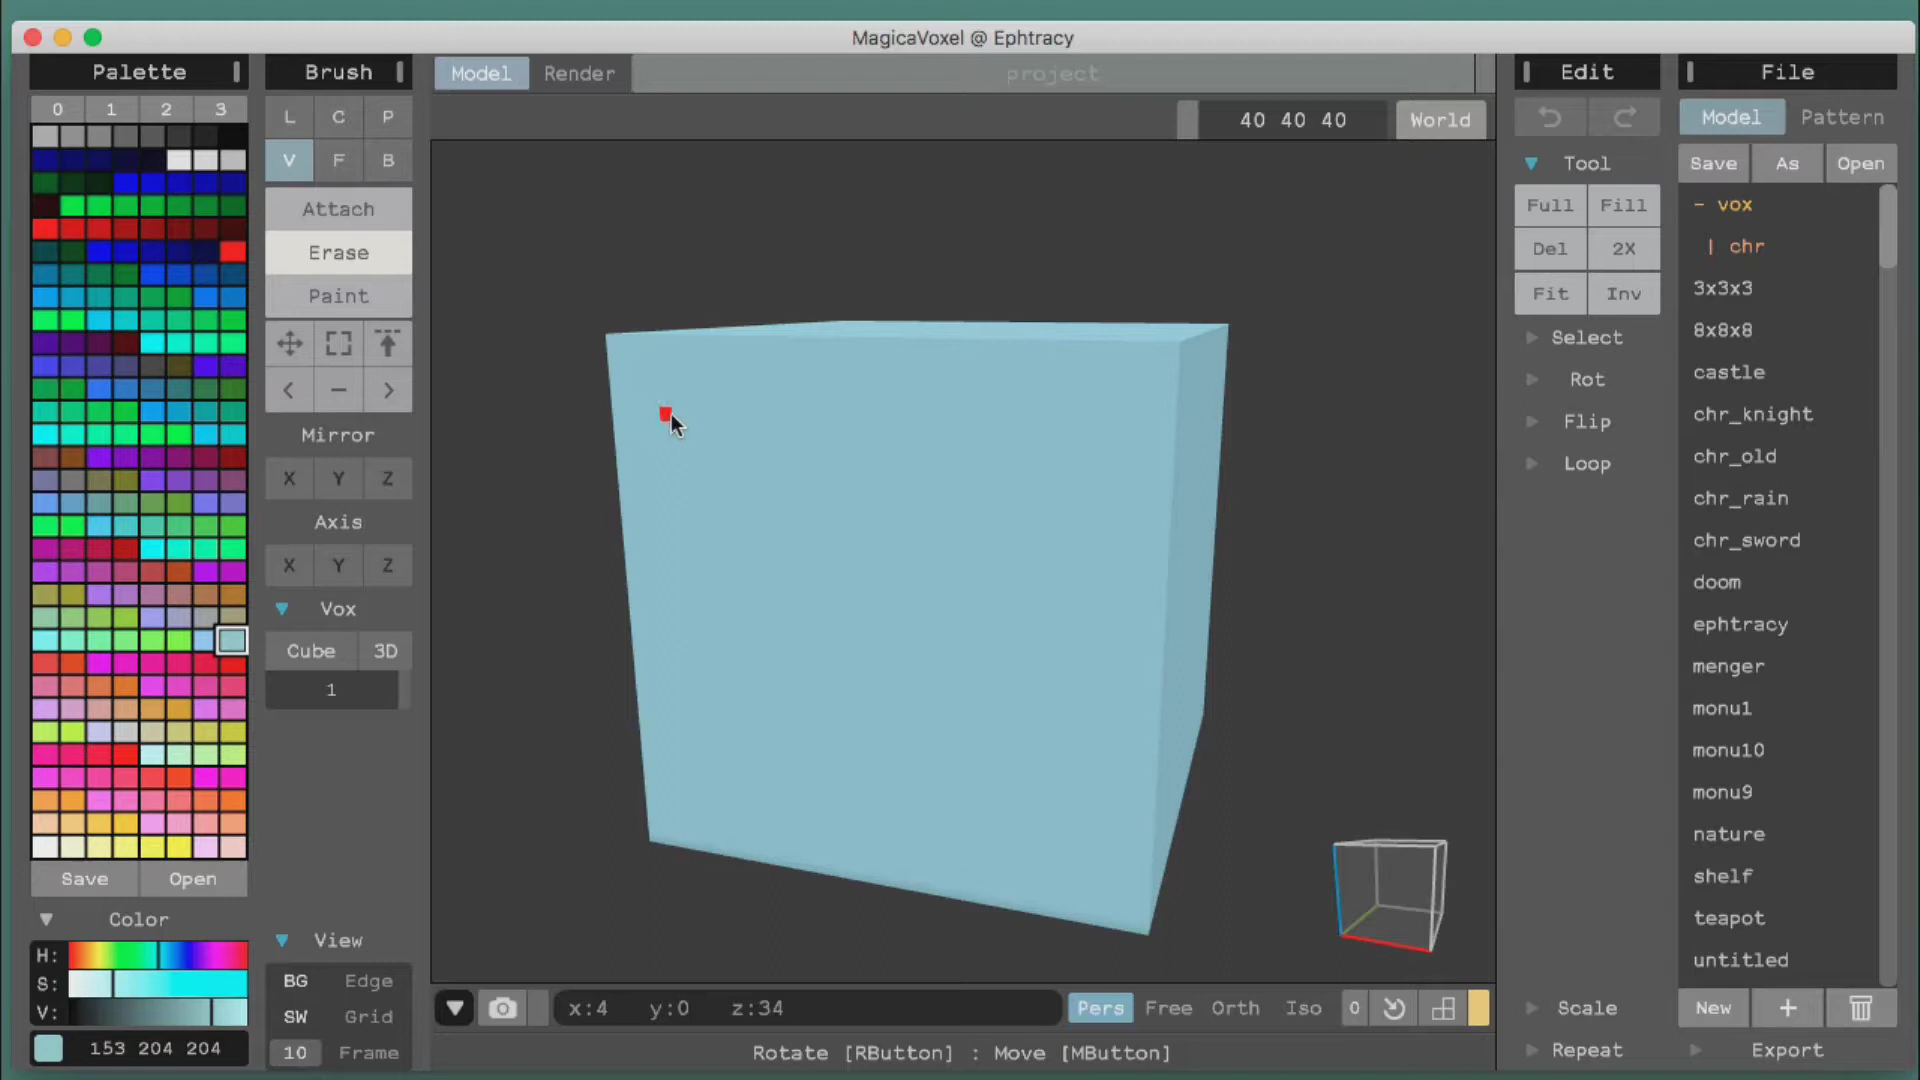 MagicaVoxel @ Ephtracy
Palette
0 1 2 3
Save Open
Color
H:
S:
V:
153 204 204
Brush
L C P
V F B
Attach
Erase
Paint
< – >
Mirror
X Y Z
Axis
X Y Z
Vox
Cube 3D
1
View
BG Edge
SW Grid
10 Frame
Model Render project
40 40 40 World
x:4 y:0 z:34 Pers Free Orth Iso 0
Rotate [RButton] : Move [MButton]
Edit
Tool
Full Fill
Del 2X
Fit Inv
Select
Rot
Flip
Loop
Scale
Repeat
File
Model Pattern
Save As Open
– vox
| chr
3x3x3
8x8x8
castle
chr_knight
chr_old
chr_rain
chr_sword
doom
ephtracy
menger
monu1
monu10
monu9
nature
shelf
teapot
untitled
New +
Export